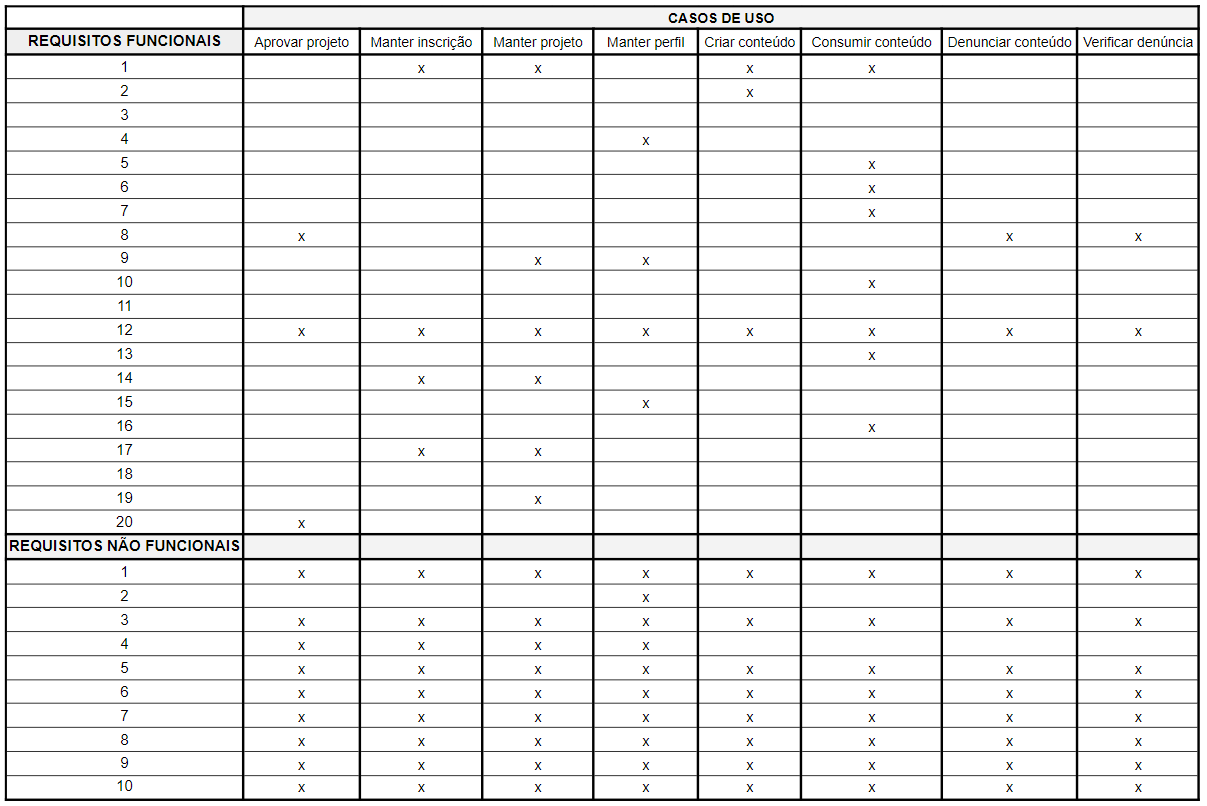 CASOS DE USO
REQUISITOS FUNCIONAIS Aprovar projeto Manter inscrição Manter projeto Manter perfil Criar conteúdo Consumir conteúdo Denunciar conteúdo Verificar denúncia
1 x x x x
2 x
3
4 x
5 x
6 x
7 x
8 x x x
9 x x
10 x
11
12 x x x x x x x x
13 x
14 x x
15 x
16 x
17 x x
18
19 x
20 x
REQUISITOS NÃO FUNCIONAIS
1 x x x x x x x x
2 x
3 x x x x x x x x
4 x x x x
5 x x x x x x x x
6 x x x x x x x x
7 x x x x x x x x
8 x x x x x x x x
9 x x x x x x x x
10 x x x x x x x x